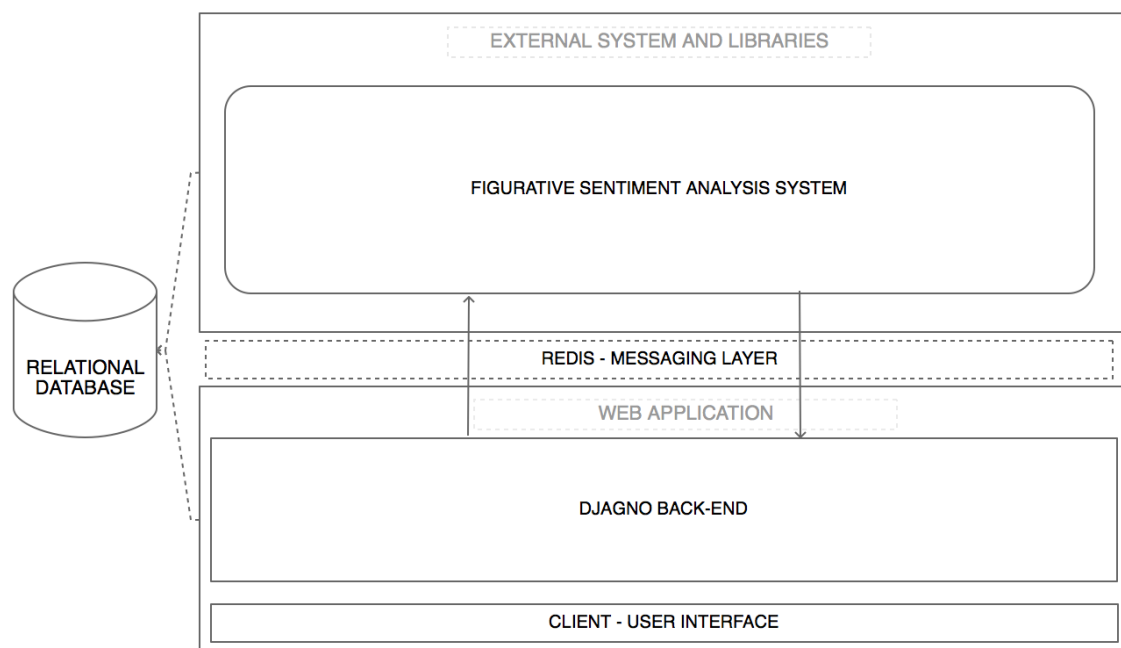 EXTERNAL SYSTEM AND LIBRARIES
FIGURATIVE SENTIMENT ANALYSIS SYSTEM
RELATIONAL
DATABASE
REDIS - MESSAGING LAYER
WEB APPLICATION
DJAGNO BACK-END
CLIENT - USER INTERFACE